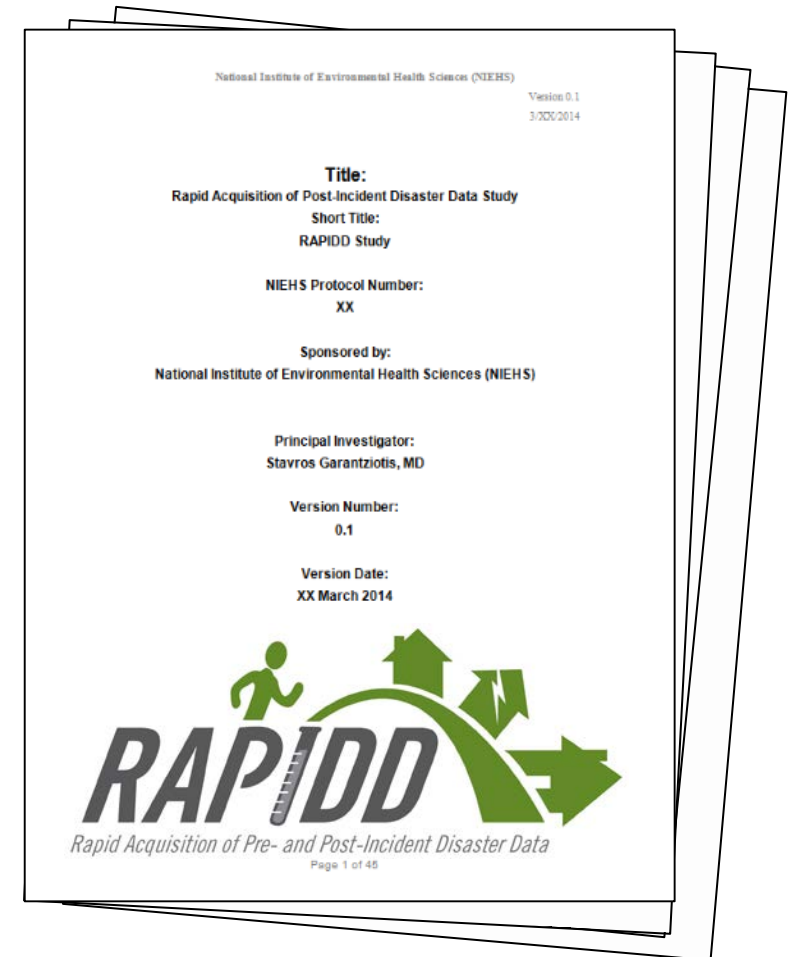 National Institute of Environmental Health Sciences (NIEHS)
Version 0.1
3/XX/2014
Title:
Rapid Acquisition of Post-Incident Disaster Data Study
Short Title:
RAPIDD Study
NIEHS Protocol Number:
XX
Sponsored by:
National Institute of Environmental Health Sciences (NIEHS)
Principal Investigator:
Stavros Garantziotis, MD
Version Number:
0.1
Version Date:
XX March 2014
RAPIDD
Rapid Acquisition of Pre- and Post-Incident Disaster Data
Page 1 of 45